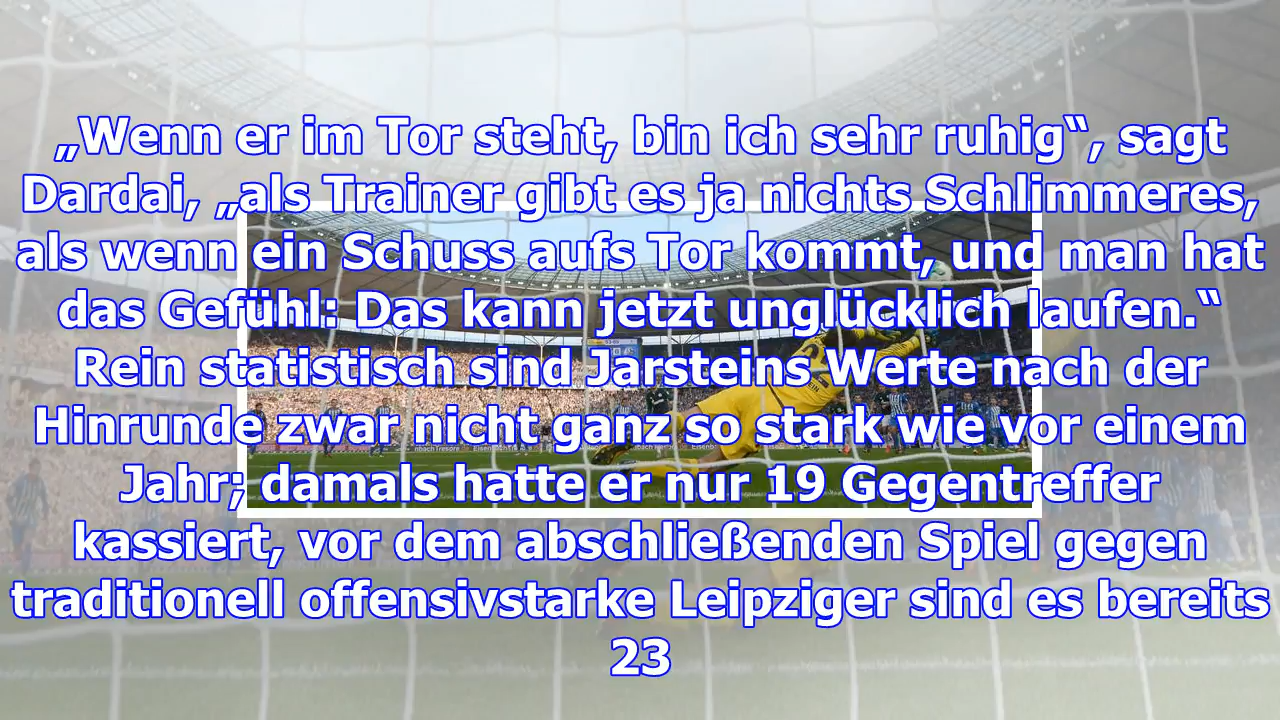 „Wenn er im Tor steht, bin ich sehr ruhig“, sagt
Dardai, „als Trainer gibt es ja nichts Schlimmeres,
als wenn ein Schuss aufs Tor kommt, und man hat
das Gefühl: Das kann jetzt unglücklich laufen.“
Rein statistisch sind Jarsteins Werte nach der
Hinrunde zwar nicht ganz so stark wie vor einem
Jahr; damals hatte er nur 19 Gegentreffer
kassiert, vor dem abschließenden Spiel gegen
traditionell offensivstarke Leipziger sind es bereits
23